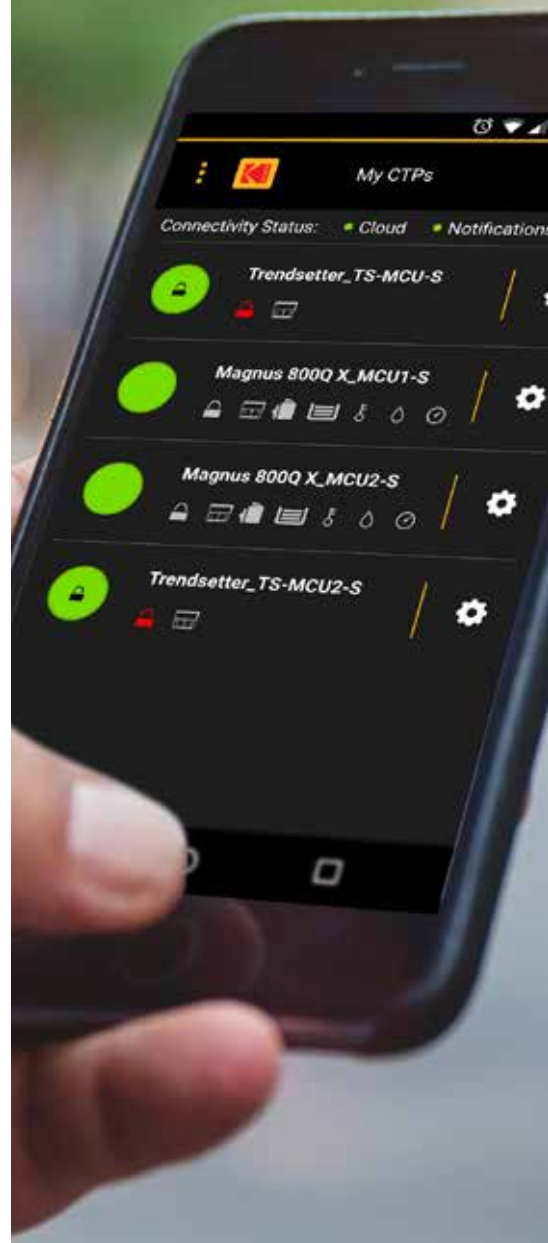 My CTPs
Connectivity Status: Cloud Notifications
Trendsetter_TS-MCU-S
Magnus 800Q X_MCU1-S
Magnus 800Q X_MCU2-S
Trendsetter_TS-MCU2-S